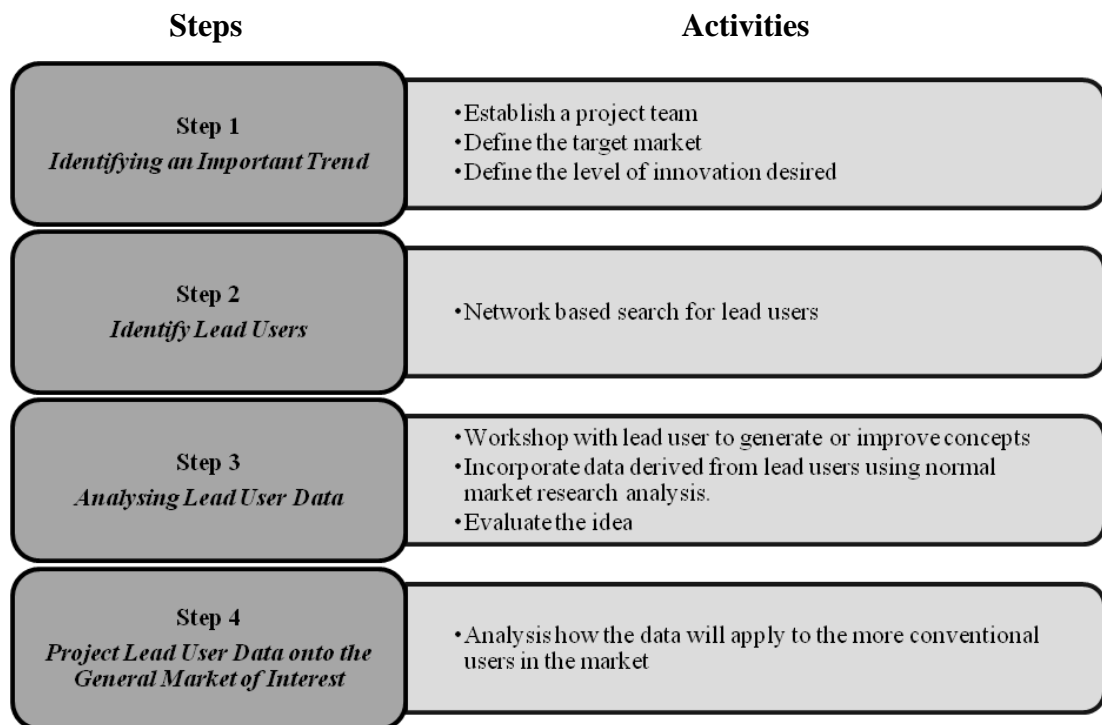 Steps
Activities
Step 1
Identifying an Important Trend
•Establish a project team
•Define the target market
•Define the level of innovation desired
Step 2
Identify Lead Users
•Network based search for lead users
Step 3
Analysing Lead User Data
•Workshop with lead user to generate or improve concepts
•Incorporate data derived from lead users using normal
market research analysis.
•Evaluate the idea
Step 4
Project Lead User Data onto the
General Market of Interest
•Analysis how the data will apply to the more conventional
users in the market